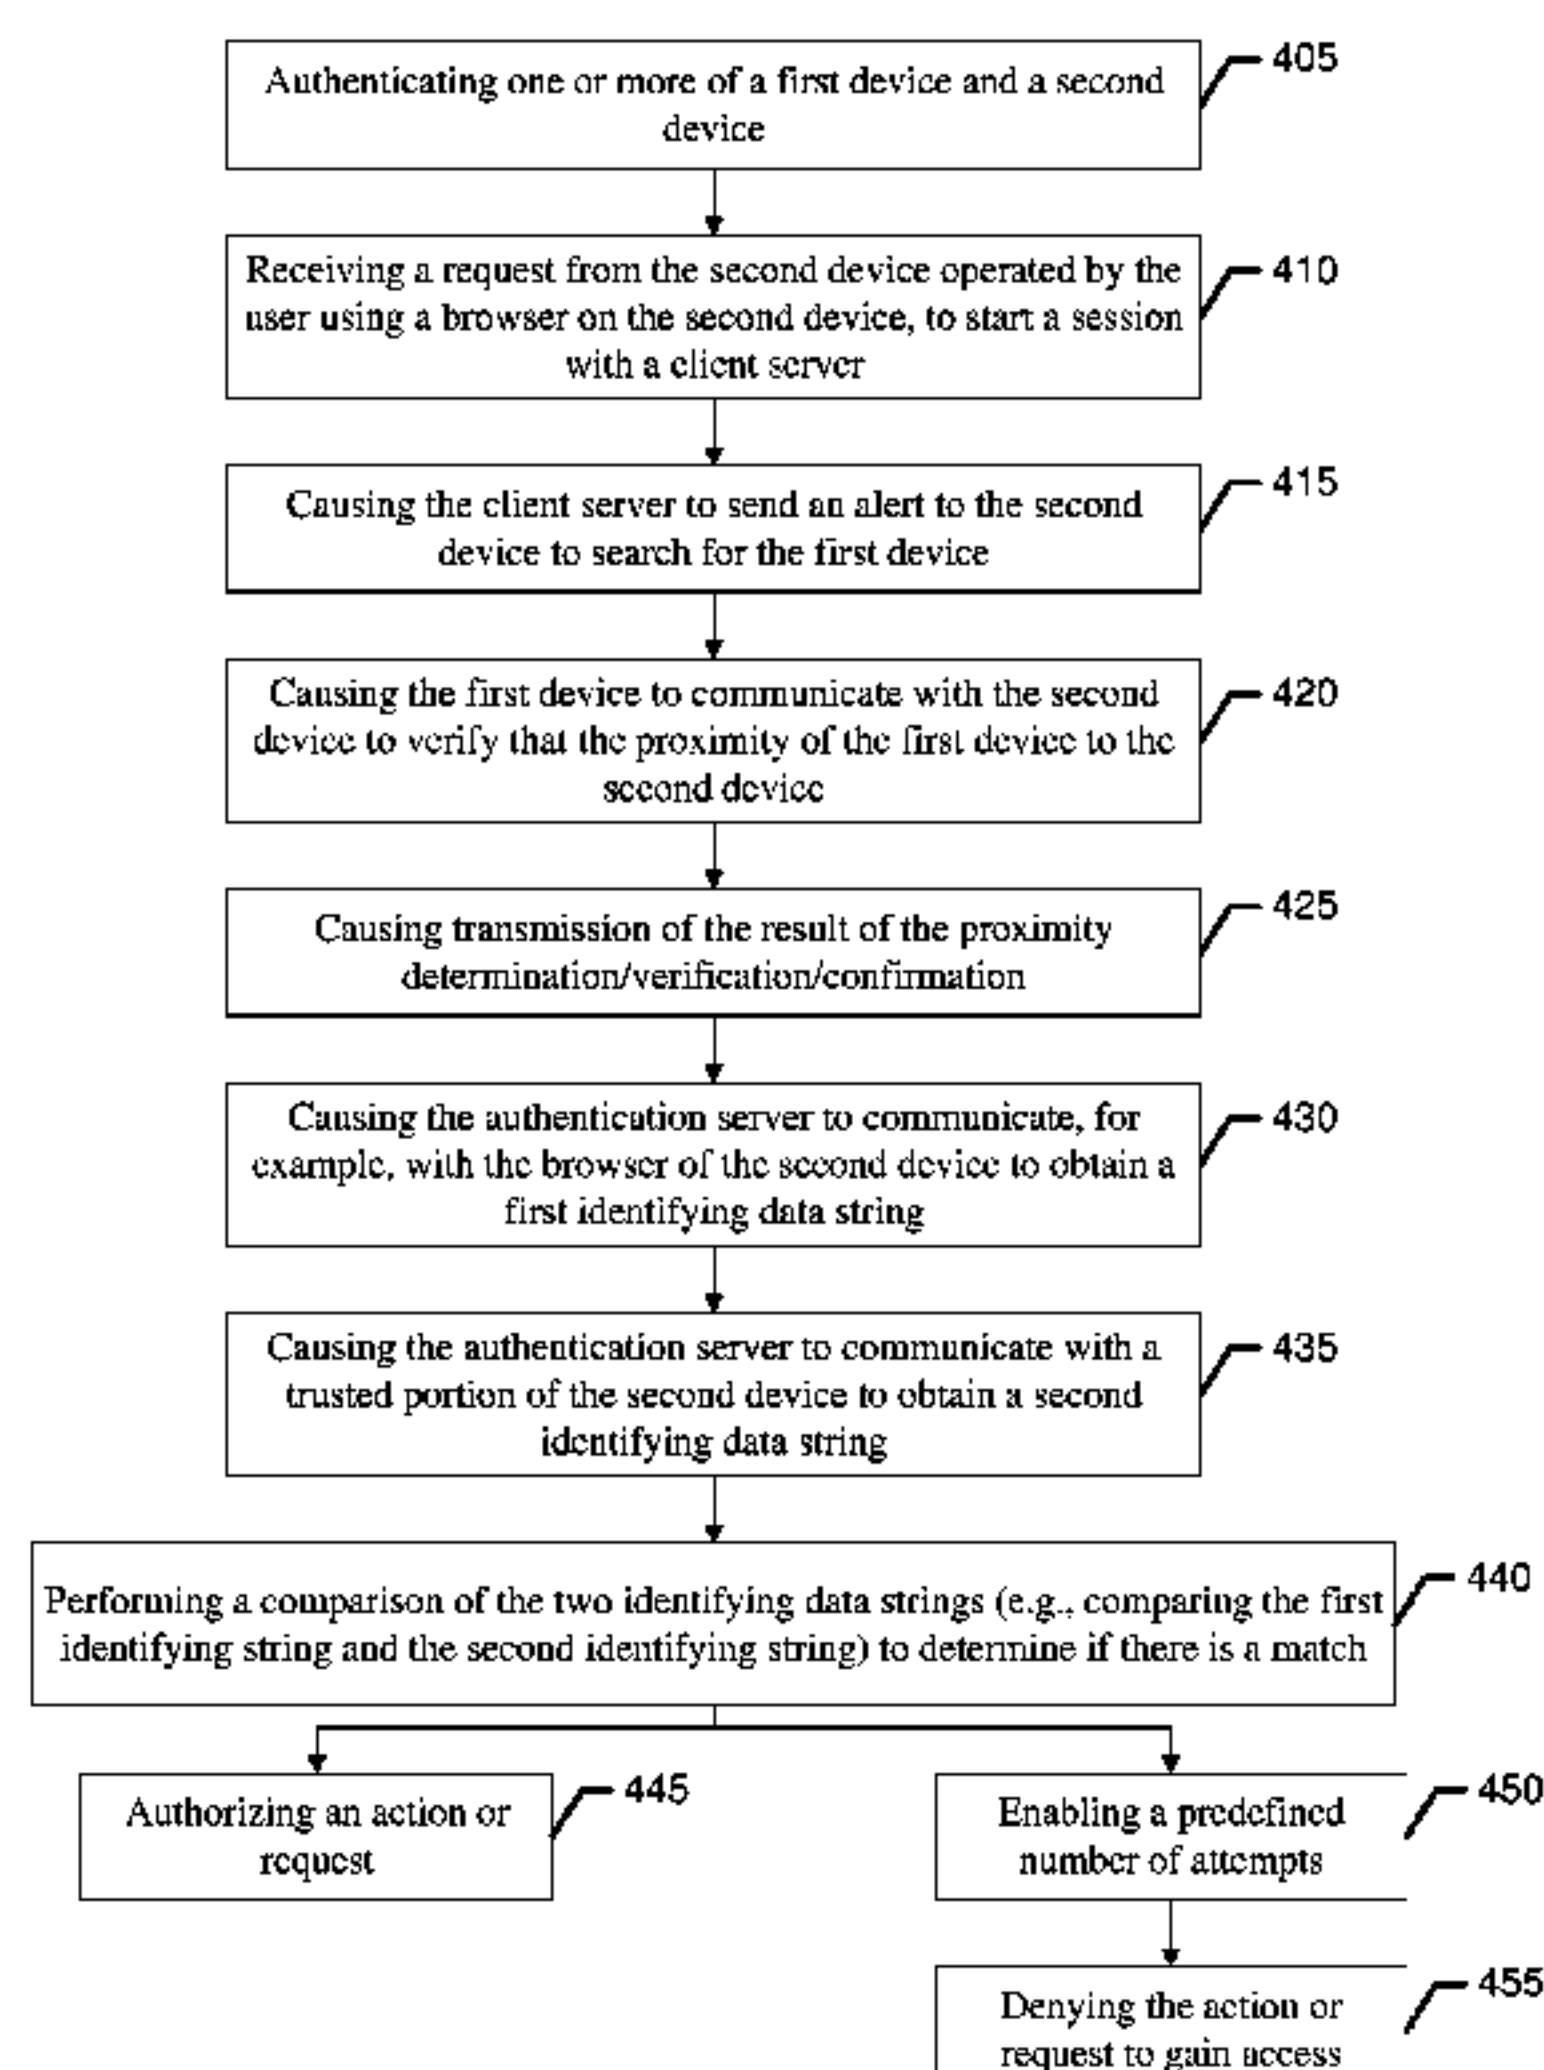 Authenticating one or more of a first device and a second
device
405
Receiving a request from the second device operated by the
user using a browser on the second device, to start a session
with a client server
410
Causing the client server to send an alert to the second
device to search for the first device
415
Causing the first device to communicate with the second
device to verify that the proximity of the first device to the
second device
420
Causing transmission of the result of the proximity
determination/verification/confirmation
425
Causing the authentication server to communicate, for
example, with the browser of the second device to obtain a
first identifying data string
430
Causing the authentication server to communicate with a
trusted portion of the second device to obtain a second
identifying data string
435
Performing a comparison of the two identifying data strings (e.g., comparing the first
identifying string and the second identifying string) to determine if there is a match
440
Authorizing an action or
request
445
Enabling a predefined
number of attempts
450
Denying the action or
request to gain access
455